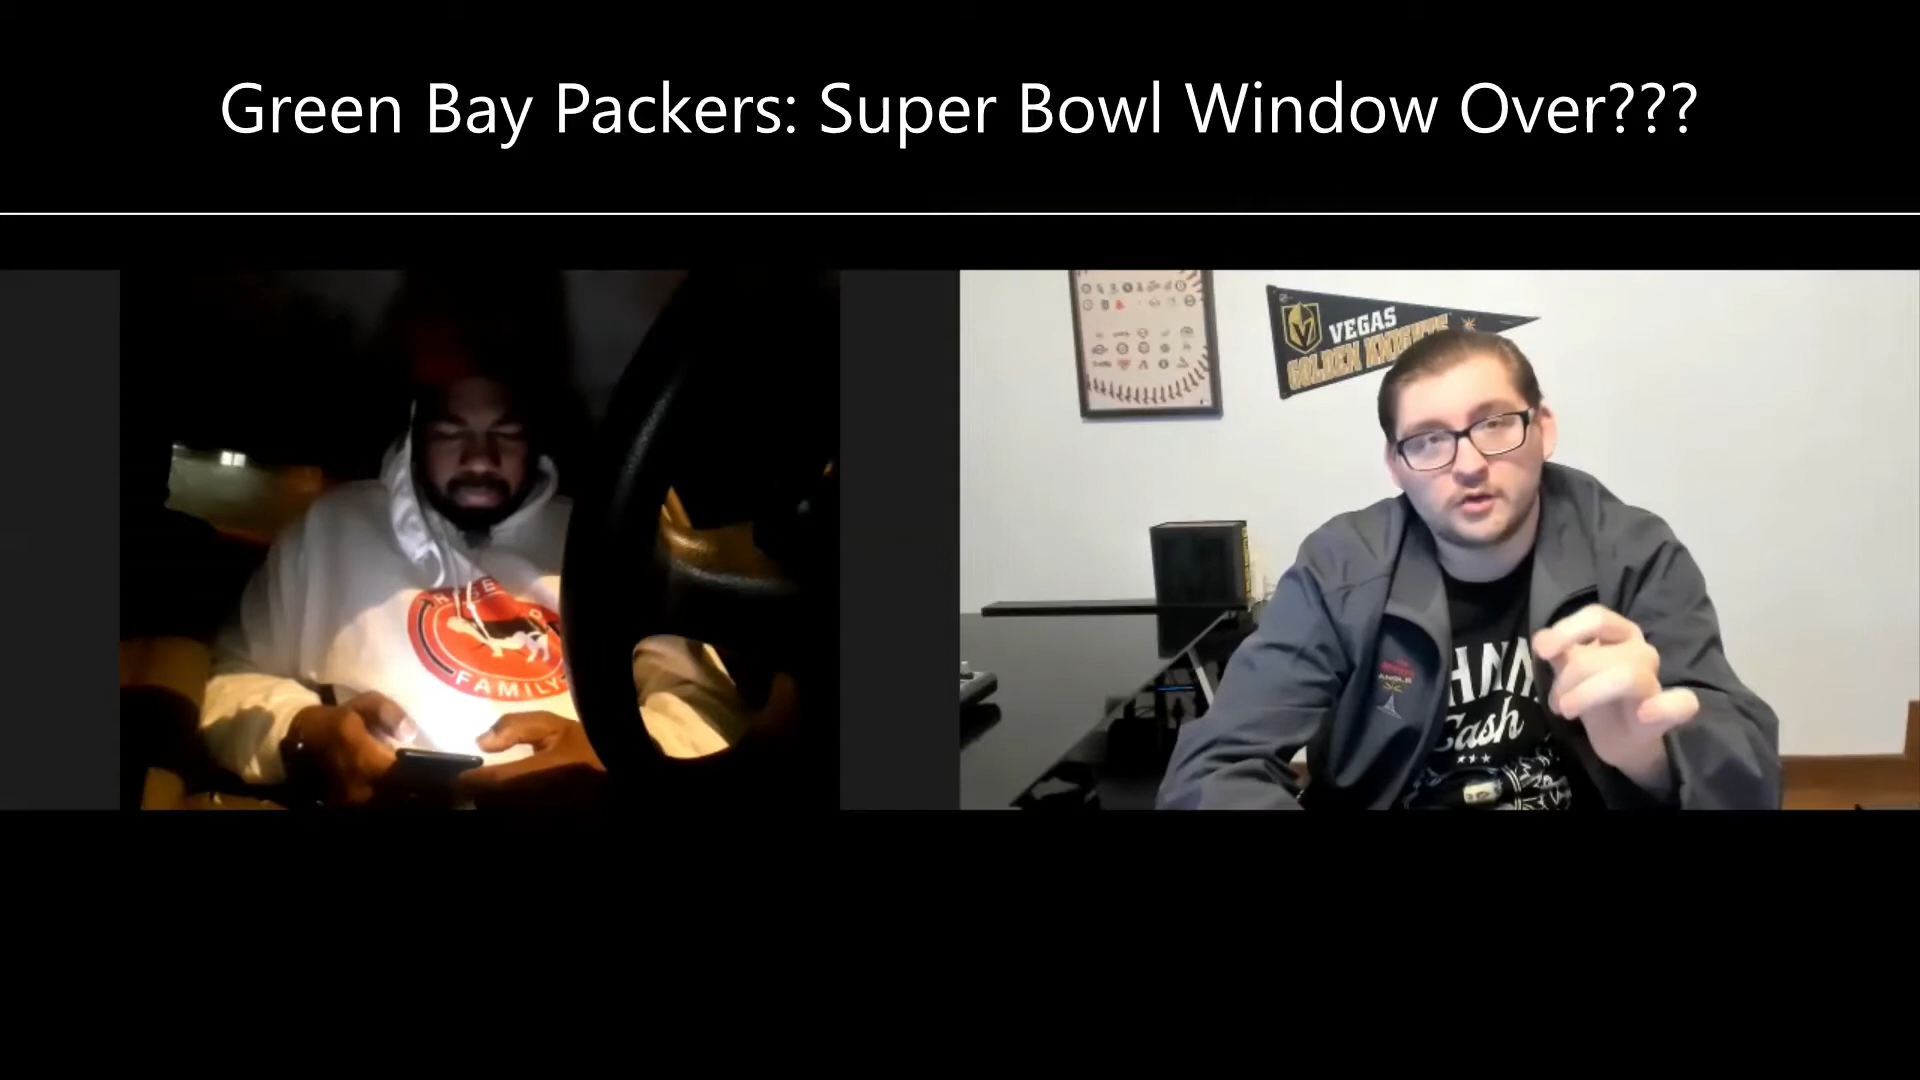 Green Bay Packers: Super Bowl Window Over???
VEGAS
GOLDEN KNIGHTS
FAMILY
Cash